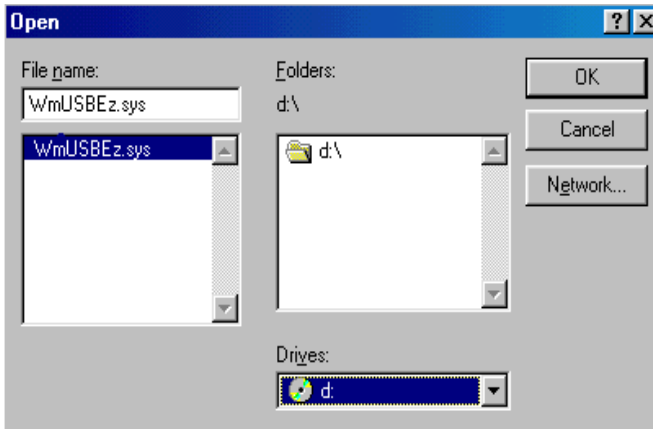 Open
File name:
WmUSBEz.sys
WmUSBEz.sys
Folders:
d:\
d:\
Drives:
d:
OK
Cancel
Network...